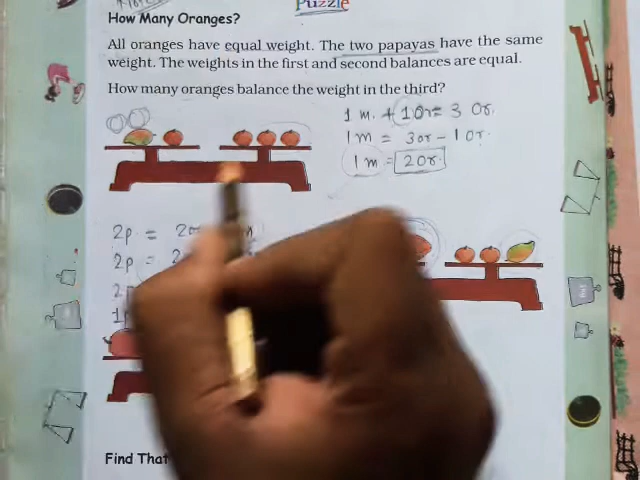 Puzzle
How Many Oranges?
All oranges have equal weight. The two papayas have the same
weight. The weights in the first and second balances are equal.
How many oranges balance the weight in the third?
1 m. + 1 Or = 3 Or.
1 m = 3 or - 1 or.
1 m = 2 or.
2p. =
2p. =
Find That